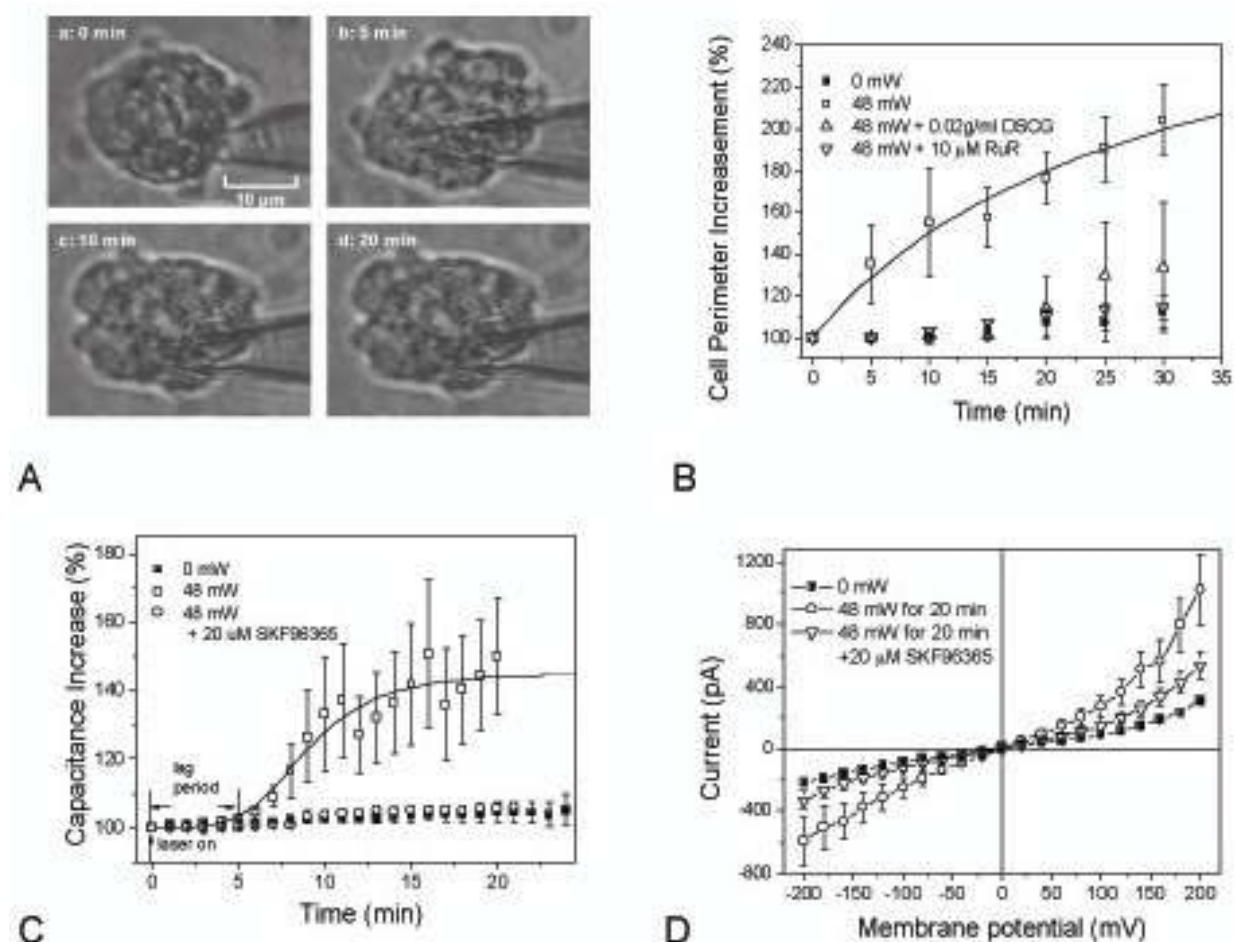 a: 0 min
b: 5 min
10 μm
c: 10 min
d: 20 min
A
Cell Perimeter Increasement (%)
240
220
200
180
160
140
120
100
0 mW
48 mW
48 mW + 0.02g/ml DSCG
48 mW + 10 μM RuR
0 5 10 15 20 25 30 35
Time (min)
B
Capacitance Increase (%)
180
160
140
120
100
0 mW
48 mW
48 mW
+ 20 uM SKF96365
lag
period
laser on
0 5 10 15 20
Time (min)
C
Current (pA)
1200
800
400
0
-400
-800
0 mW
48 mW for 20 min
48 mW for 20 min
+20 μM SKF96365
-200 -150 -100 -50 0 50 100 150 200
Membrane potential (mV)
D